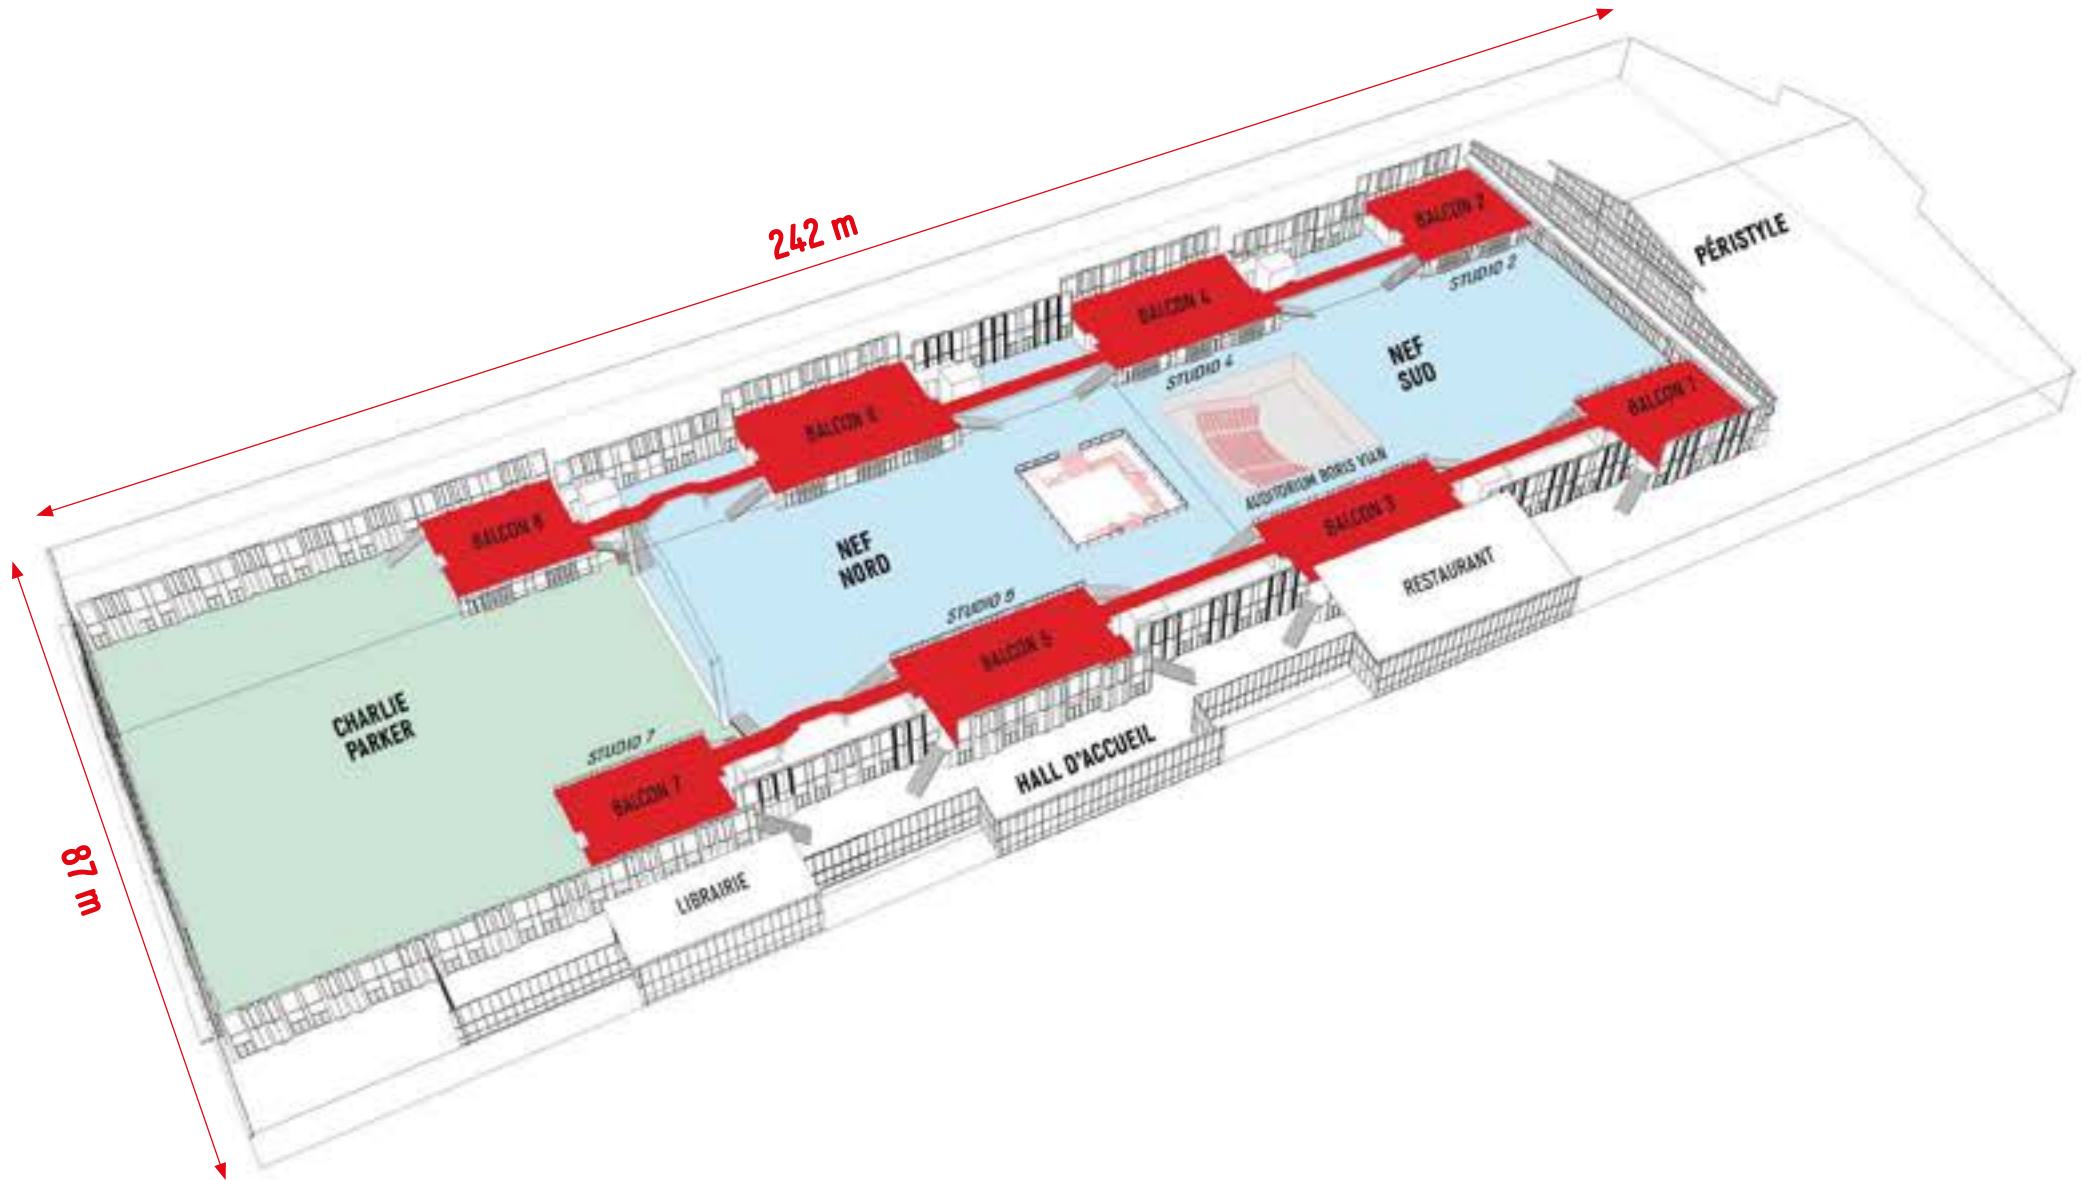 242 m
BALCON 2
PÉRISTYLE
STUDIO 2
BALCON 4
NEF
SUD
STUDIO 4
BALCON 1
BALCON 6
AUDITORIUM BORIS VIAN
BALCON 3
BALCON 8
NEF
NORD
RESTAURANT
STUDIO 5
BALCON 5
CHARLIE
PARKER
STUDIO 7
HALL D'ACCUEIL
BALCON 7
87 m
LIBRAIRIE